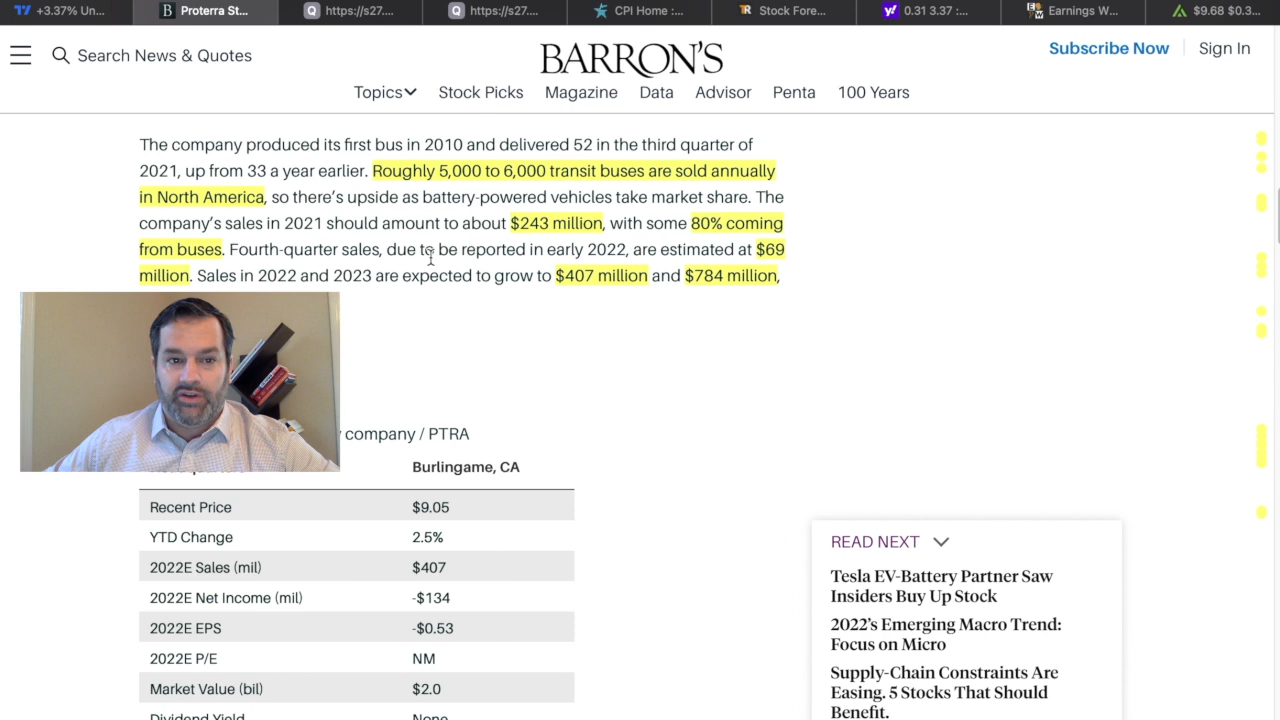 +3.37% Un...
B
Proterra St...
Q
https://s27....
Q
https://s27....
CPI Home :...
TR
Stock Fore...
y!
0.31 3.37 :...
Earnings W...
$9.68 $0.3...
Search News & Quotes
BARRON'S
Subscribe Now
Sign In
Topics
Stock Picks
Magazine
Data
Advisor
Penta
100 Years
The company produced its first bus in 2010 and delivered 52 in the third quarter of
2021, up from 33 a year earlier. Roughly 5,000 to 6,000 transit buses are sold annually
in North America, so there's upside as battery-powered vehicles take market share. The
company's sales in 2021 should amount to about $243 million, with some 80% coming
from buses. Fourth-quarter sales, due to be reported in early 2022, are estimated at $69
million. Sales in 2022 and 2023 are expected to grow to $407 million and $784 million,
company / PTRA
Burlingame, CA
Recent Price $9.05
YTD Change 2.5%
2022E Sales (mil) $407
2022E Net Income (mil) -$134
2022E EPS -$0.53
2022E P/E NM
Market Value (bil) $2.0
Dividend Yield None
READ NEXT
Tesla EV-Battery Partner Saw
Insiders Buy Up Stock
2022's Emerging Macro Trend:
Focus on Micro
Supply-Chain Constraints Are
Easing. 5 Stocks That Should
Benefit.